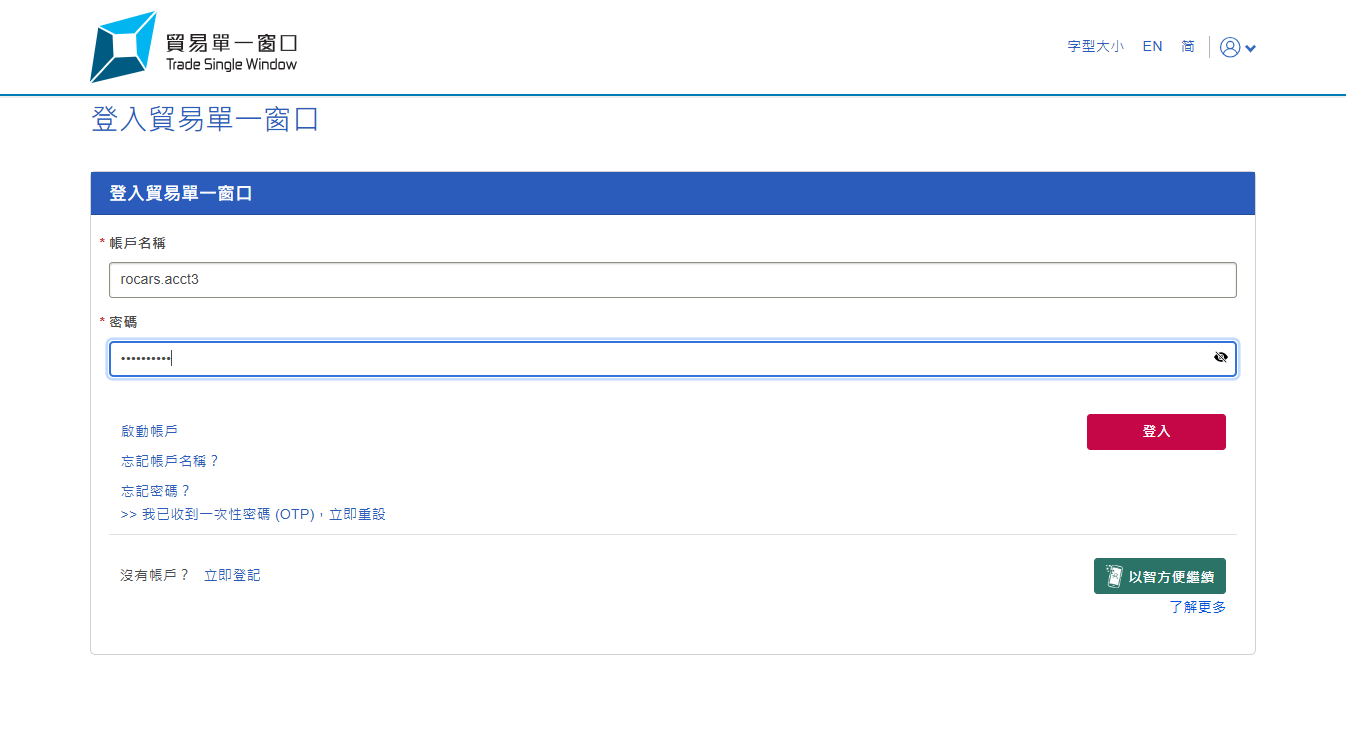 貿易單一窗口
Trade Single Window
字型大小 EN 简
登入貿易單一窗口
登入貿易單一窗口
* 帳戶名稱
rocars.acct3
* 密碼
••••••••••
啟動帳戶
登入
忘記帳戶名稱？
忘記密碼？
>> 我已收到一次性密碼 (OTP)，立即重設
沒有帳戶？ 立即登記
以智方便繼續
了解更多